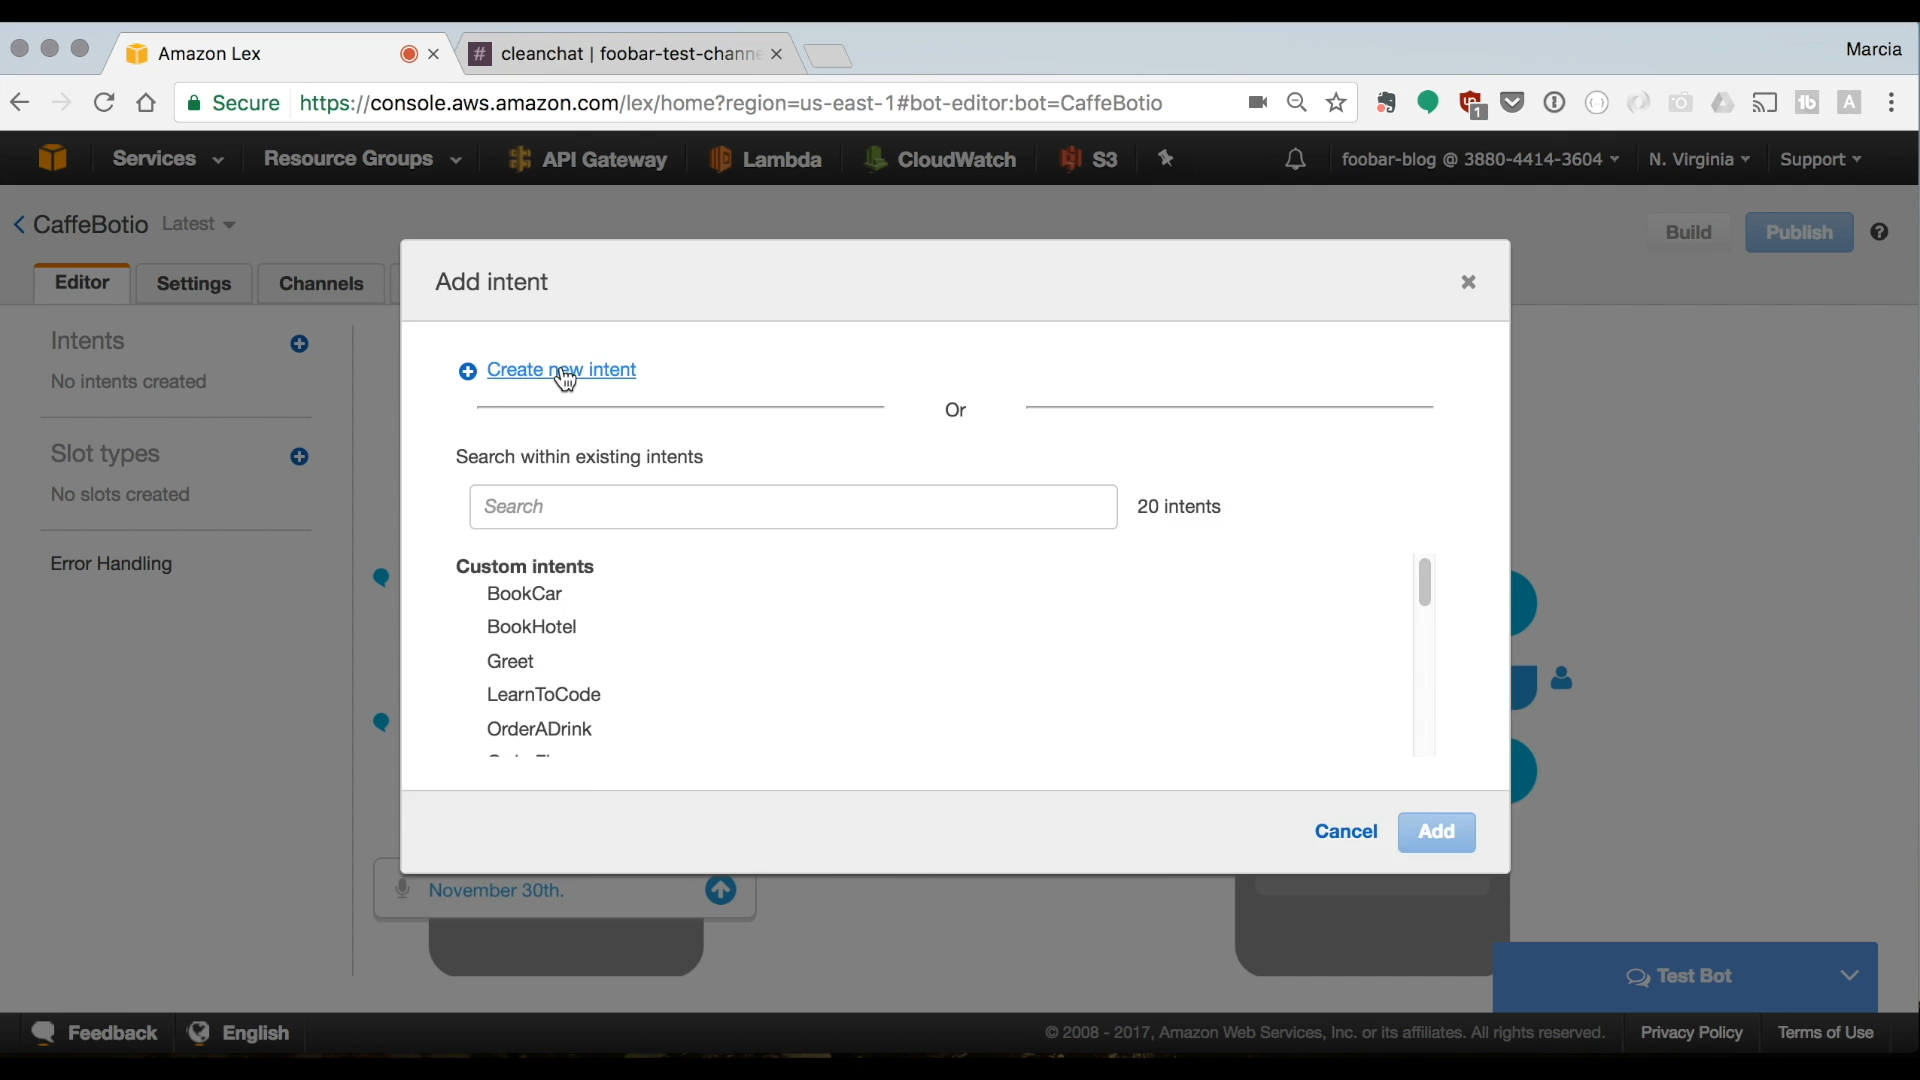 Amazon Lex
cleanchat | foobar-test-channe
Marcia
Secure https://console.aws.amazon.com/lex/home?region=us-east-1#bot-editor:bot=CaffeBotio
1
Services
Resource Groups
API Gateway
Lambda
CloudWatch
S3
foobar-blog @ 3880-4414-3604
N. Virginia
Support
CaffeBotio Latest
Build
Publish
Editor
Settings
Channels
Add intent
Intents
No intents created
Create new intent
Or
Slot types
No slots created
Search within existing intents
Search
20 intents
Error Handling
Custom intents
BookCar
BookHotel
Greet
LearnToCode
OrderADrink
Cancel
Add
November 30th.
Test Bot
Feedback
English
© 2008 - 2017, Amazon Web Services, Inc. or its affiliates. All rights reserved.
Privacy Policy
Terms of Use